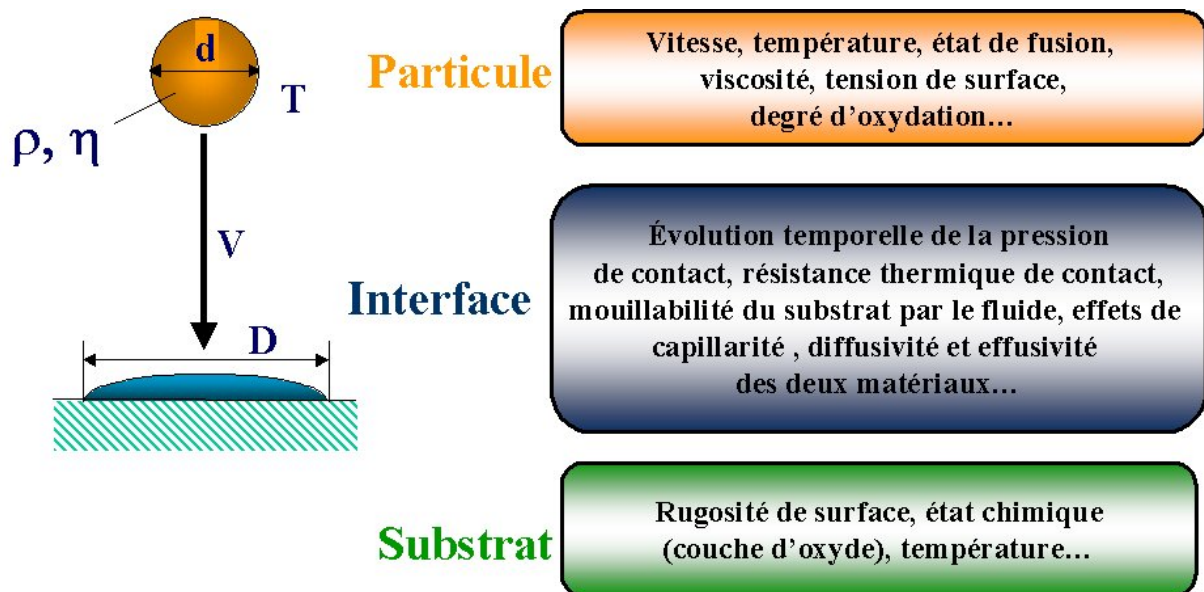 d
T
ρ, η
V
D
Particule
Vitesse, température, état de fusion,
viscosité, tension de surface,
degré d'oxydation…
Interface
Évolution temporelle de la pression
de contact, résistance thermique de contact,
mouillabilité du substrat par le fluide, effets de
capillarité , diffusivité et effusivité
des deux matériaux…
Substrat
Rugosité de surface, état chimique
(couche d'oxyde), température…